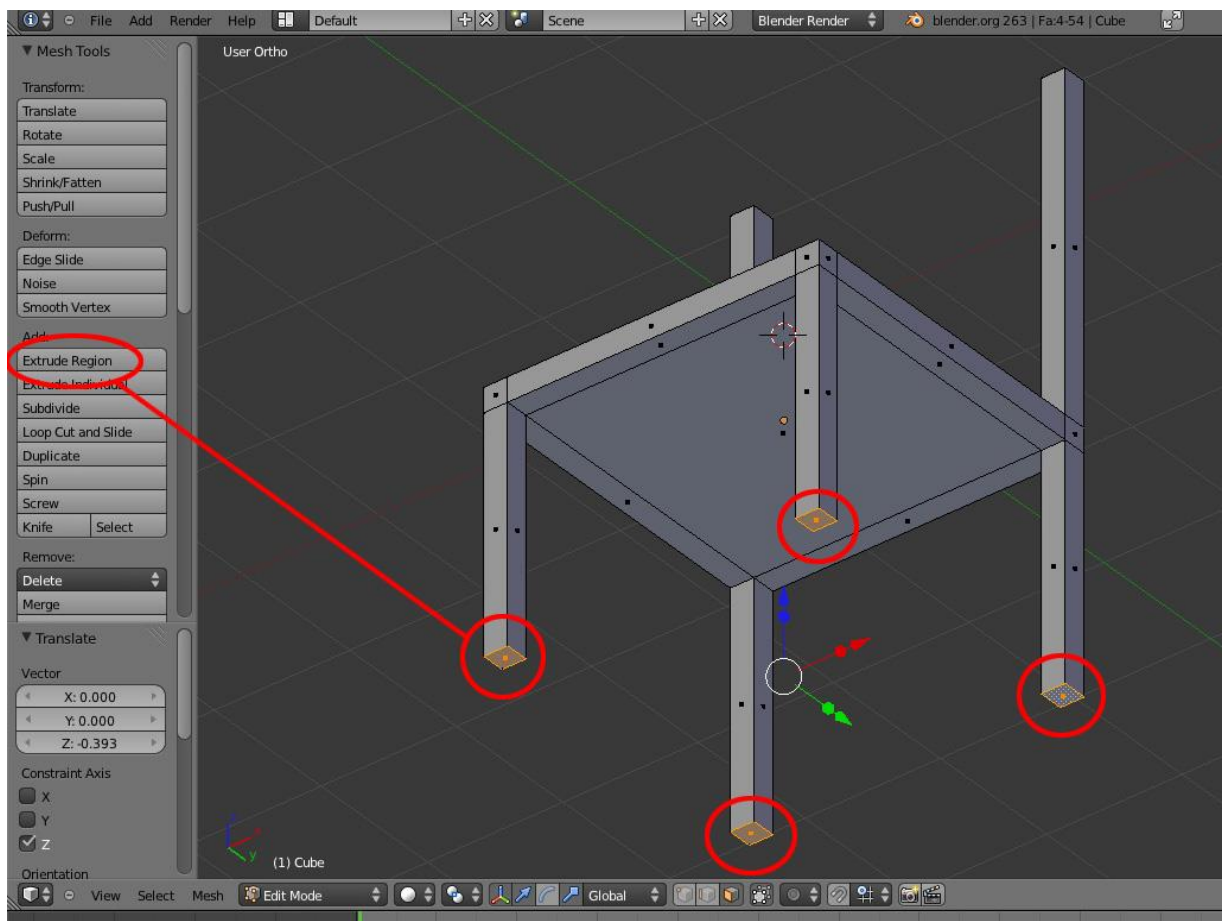 File Add Render Help Default Scene Blender Render blender.org 263 | Fa:4-54 | Cube
Mesh Tools
User Ortho
Transform:
Translate
Rotate
Scale
Shrink/Fatten
Push/Pull
Deform:
Edge Slide
Noise
Smooth Vertex
Add:
Extrude Region
Extrude Individual
Subdivide
Loop Cut and Slide
Duplicate
Spin
Screw
Knife Select
Remove:
Delete
Merge
Translate
Vector
X: 0.000
Y: 0.000
Z: -0.393
Constraint Axis
X
Y
Z
z x
y
(1) Cube
Orientation
View Select Mesh Edit Mode Global